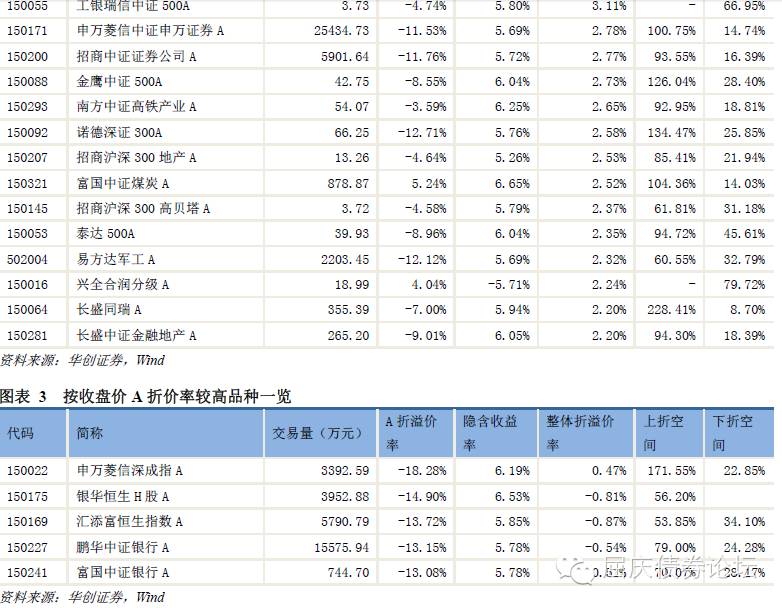 150055 工银瑞信中证 500A 3.73 -4.74% 5.80% 3.11% - 66.95%
150171 申万菱信中证申万证券 A 25434.73 -11.53% 5.69% 2.78% 100.75% 14.74%
150200 招商中证证券公司 A 5901.64 -11.76% 5.72% 2.77% 93.55% 16.39%
150088 金鹰中证 500A 42.75 -8.55% 6.04% 2.73% 126.04% 28.40%
150293 南方中证高铁产业 A 54.07 -3.59% 6.25% 2.65% 92.95% 18.81%
150092 诺德深证 300A 66.25 -12.71% 5.76% 2.58% 134.47% 25.85%
150207 招商沪深 300 地产 A 13.26 -4.64% 5.26% 2.53% 85.41% 21.94%
150321 富国中证煤炭 A 878.87 5.24% 6.65% 2.52% 104.36% 14.03%
150145 招商沪深 300 高贝塔 A 3.72 -4.58% 5.79% 2.37% 61.81% 31.18%
150053 泰达 500A 39.93 -8.96% 6.04% 2.35% 94.72% 45.61%
502004 易方达军工 A 2203.45 -12.12% 5.69% 2.32% 60.55% 32.79%
150016 兴全合润分级 A 18.99 4.04% -5.71% 2.24% - 79.72%
150064 长盛同瑞 A 355.39 -7.00% 5.94% 2.20% 228.41% 8.70%
150281 长盛中证金融地产 A 265.20 -9.01% 6.05% 2.20% 94.30% 18.39%
资料来源：华创证券，Wind
图表 3 按收盘价 A 折价率较高品种一览
代码 简称 交易量（万元） A 折溢价率 隐含收益率 整体折溢价率 上折空间 下折空间
150022 申万菱信深成指 A 3392.59 -18.28% 6.19% 0.47% 171.55% 22.85%
150175 银华恒生 H 股 A 3952.88 -14.90% 6.53% -0.81% 56.20%
150169 汇添富恒生指数 A 5790.79 -13.72% 5.85% -0.87% 53.85% 34.10%
150227 鹏华中证银行 A 15575.94 -13.15% 5.78% -0.54% 79.00% 24.28%
150241 富国中证银行 A 744.70 -13.08% 5.78%
屈庆债券论坛
资料来源：华创证券，Wind